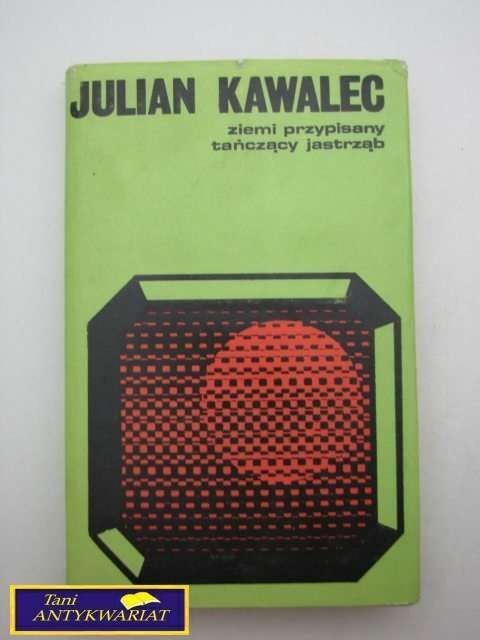 JULIAN KAWALEC
ziemi przypisany
tańczący jastrząb
Tani
ANTYKWARIAT